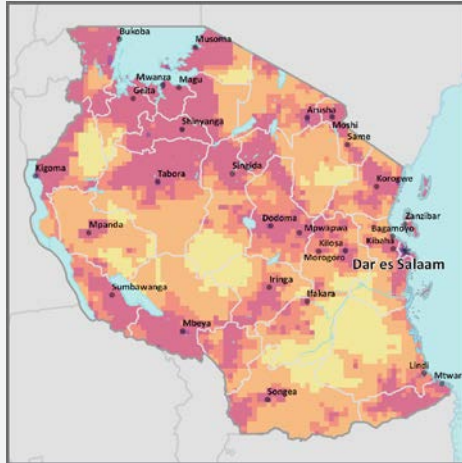 Bukoba
Musoma
Mwanza
Magu
Geita
Shinyanga
Arusha
Moshi
Same
Kigoma
Tabora
Singida
Korogwe
Mpanda
Dodoma
Mpwapwa
Zanzibar
Bagamoyo
Kilosa
Kibaha
Morogoro
Dar es Salaam
Sumbawanga
Iringa
Ifakara
Mbeya
Lindi
Mtwar
Songea